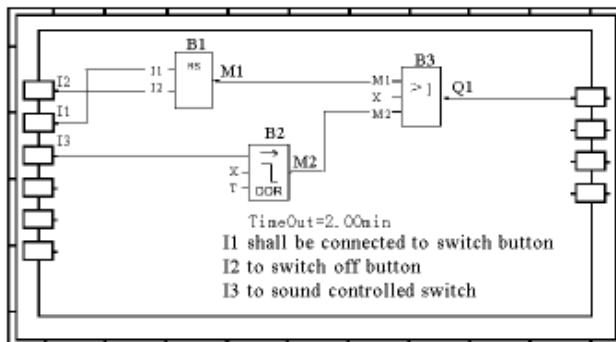 B1
B3
I2
I1
RS
M1
I1
I2
M1
X
M2
>1
Q1
I3
B2
M2
X
T
DOR
TimeOut=2.00min
I1 shall be connected to switch button
I2 to switch off button
I3 to sound controlled switch